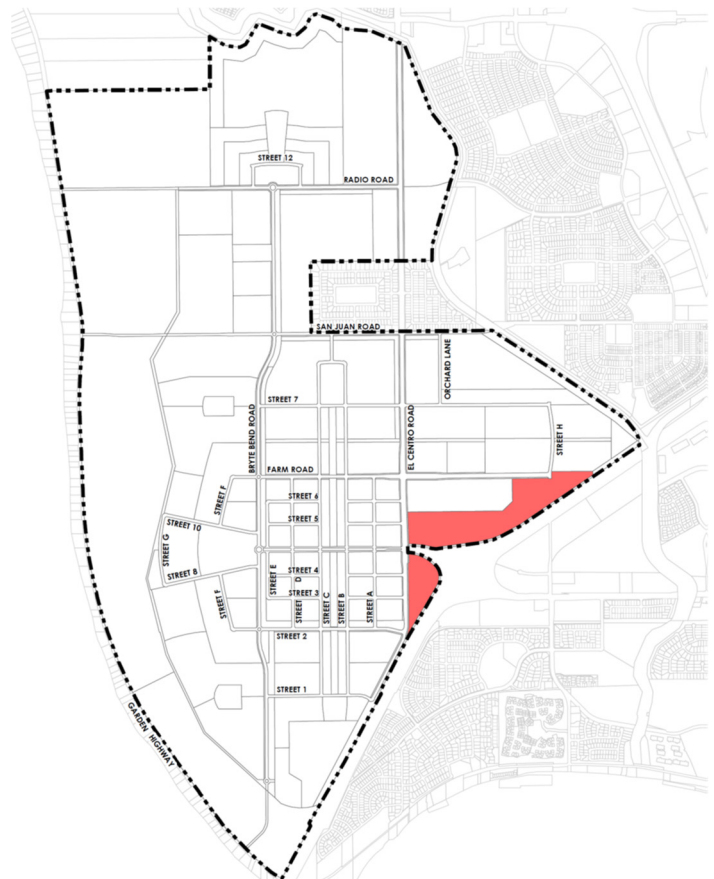 STREET 12
RADIO ROAD
SAN JUAN ROAD
ORCHARD LANE
STREET 7
BRYTE BEND ROAD
EL CENTRO ROAD
STREET H
FARM ROAD
STREET F
STREET 6
STREET 10
STREET 5
STREET G
STREET 8
STREET E
STREET 4
STREET D
STREET 3
STREET C
STREET B
STREET A
STREET F
STREET 2
STREET 1
GARDEN HIGHWAY